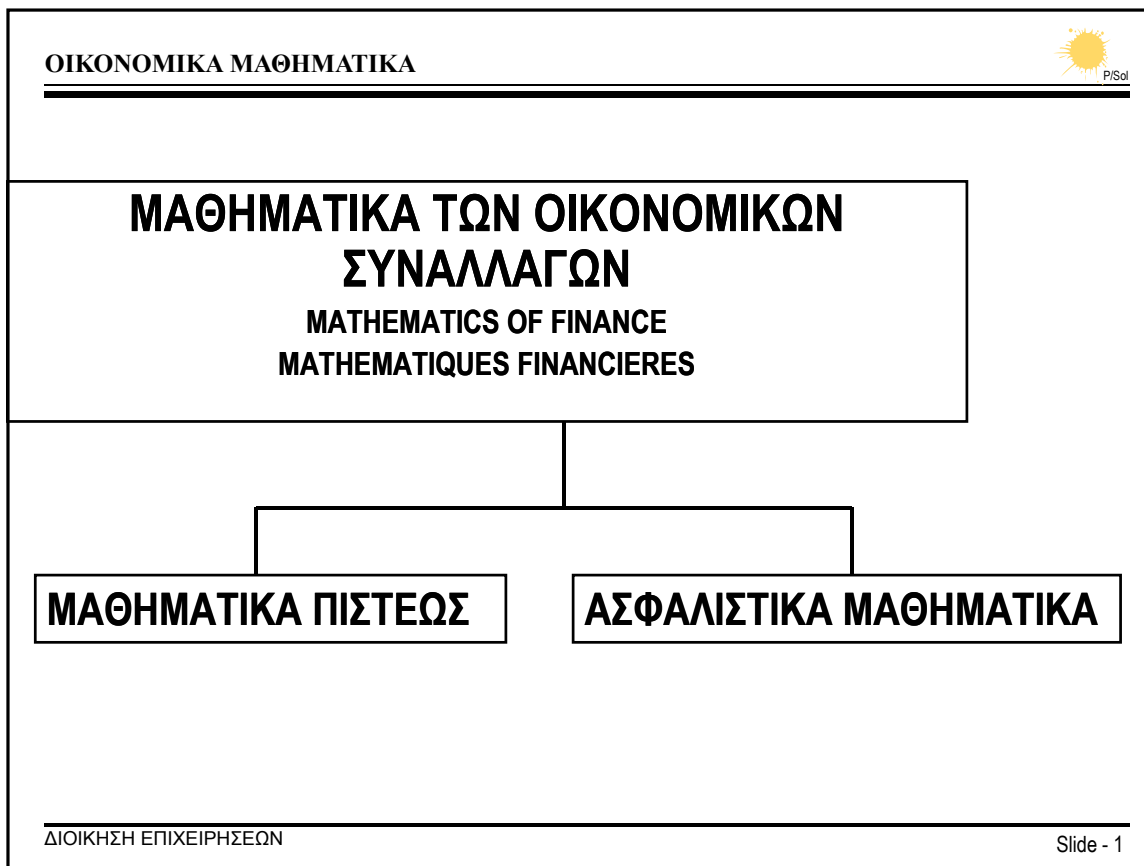 ΟΙΚΟΝΟΜΙΚΑ ΜΑΘΗΜΑΤΙΚΑ
P/Sol
ΜΑΘΗΜΑΤΙΚΑ ΤΩΝ ΟΙΚΟΝΟΜΙΚΩΝ
ΣΥΝΑΛΛΑΓΩΝ
MATHEMATICS OF FINANCE
MATHEMATIQUES FINANCIERES
ΜΑΘΗΜΑΤΙΚΑ ΠΙΣΤΕΩΣ
ΑΣΦΑΛΙΣΤΙΚΑ ΜΑΘΗΜΑΤΙΚΑ
ΔΙΟΙΚΗΣΗ ΕΠΙΧΕΙΡΗΣΕΩΝ
Slide - 1